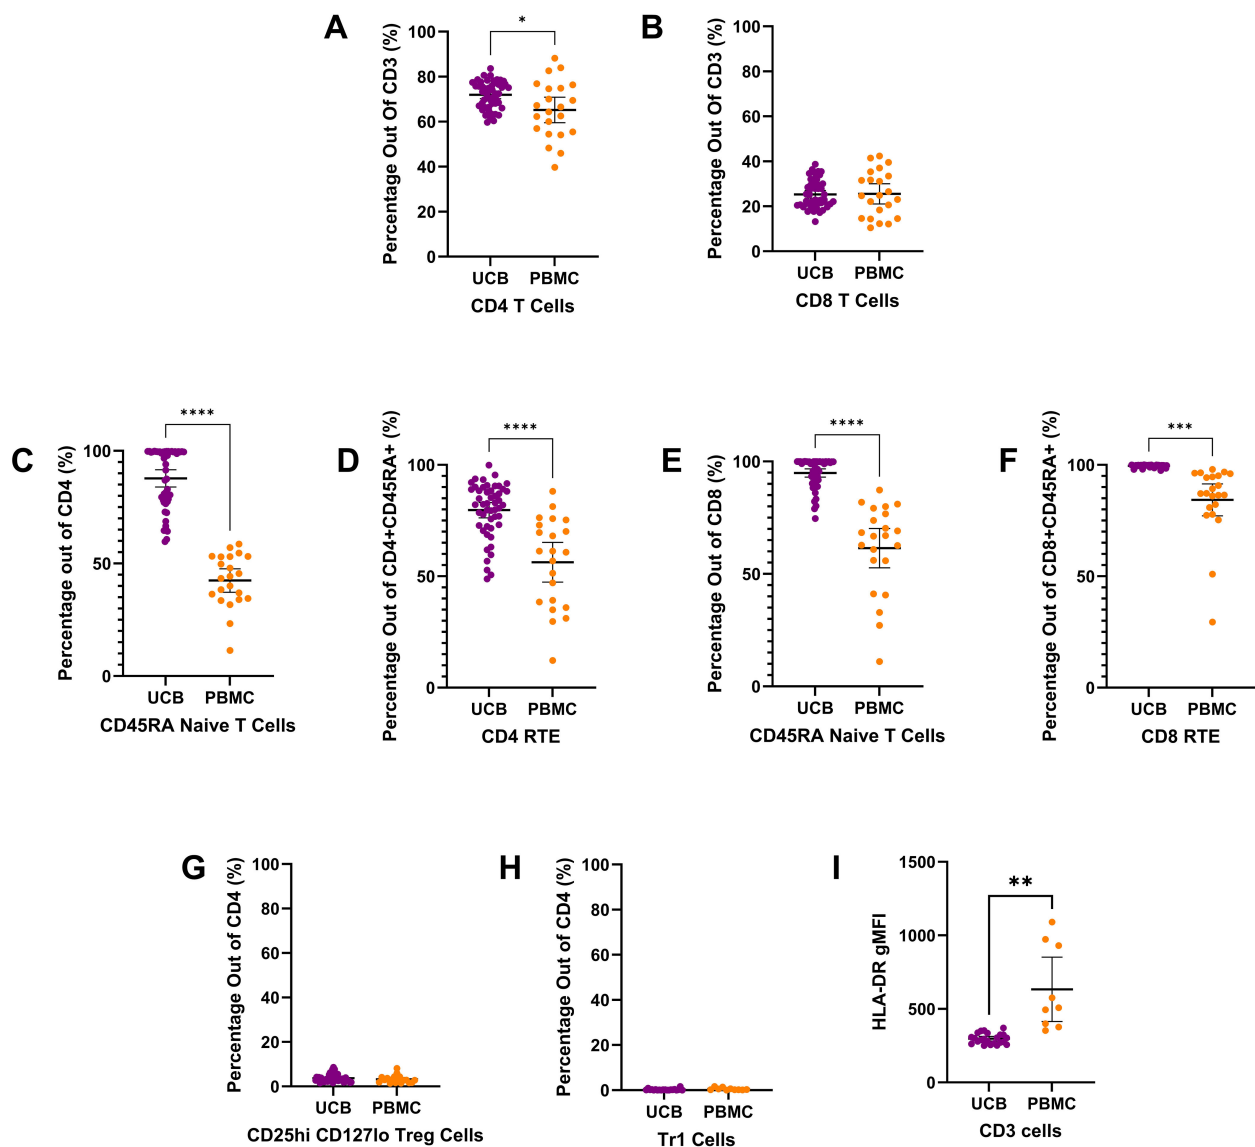 A
Percentage Out Of CD3 (%)
100
80
60
40
20
0
*
UCB PBMC
CD4 T Cells
B
Percentage Out Of CD3 (%)
100
80
60
40
20
0
UCB PBMC
CD8 T Cells
C
Percentage out of CD4 (%)
100
50
0
****
UCB PBMC
CD45RA Naive T Cells
D
Percentage Out of CD4+CD45RA+ (%)
100
50
0
****
UCB PBMC
CD4 RTE
E
Percentage Out of CD8 (%)
100
50
0
****
UCB PBMC
CD45RA Naive T Cells
F
Percentage Out of CD8+CD45RA+ (%)
100
50
0
***
UCB PBMC
CD8 RTE
G
Percentage Out of CD4 (%)
100
80
60
40
20
0
UCB PBMC
CD25hi CD127lo Treg Cells
H
Percentage Out of CD4 (%)
100
80
60
40
20
0
UCB PBMC
Tr1 Cells
I
HLA-DR gMFI
1500
1000
500
0
**
UCB PBMC
CD3 cells